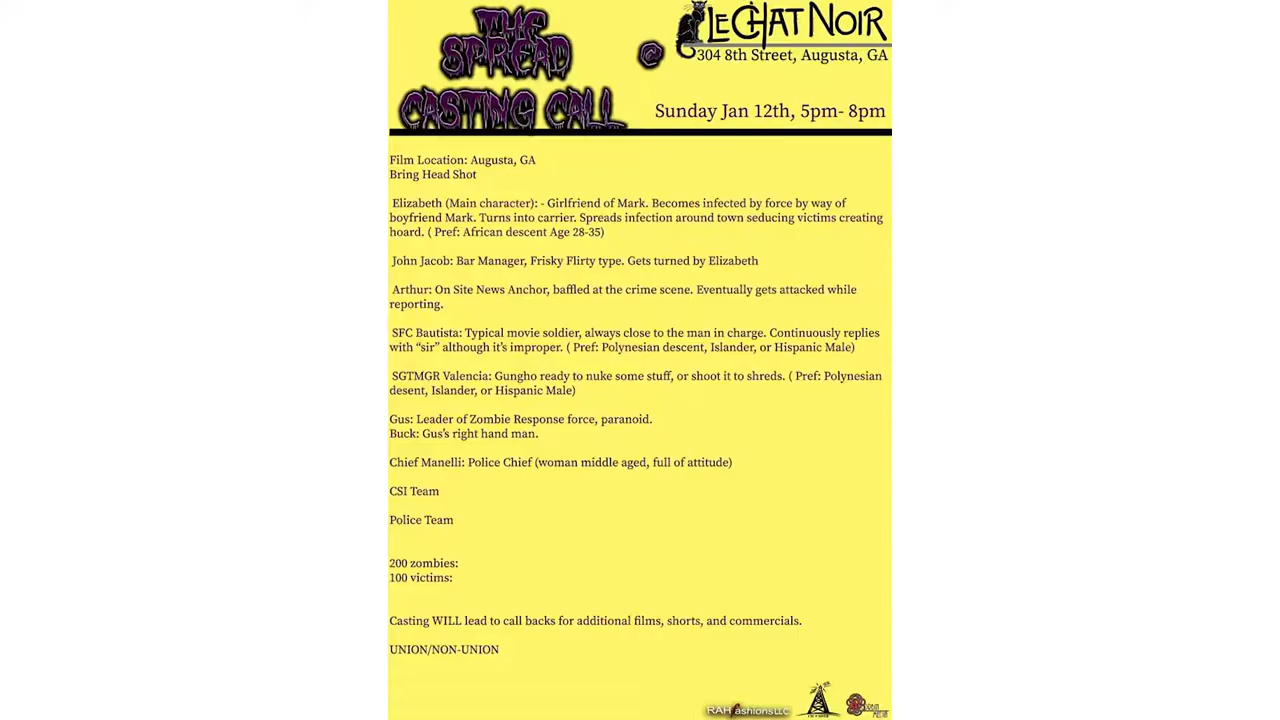 THE
SPREAD
CASTING CALL
@
LE CHAT NOIR
304 8th Street, Augusta, GA
Sunday Jan 12th, 5pm- 8pm
Film Location: Augusta, GA
Bring Head Shot
Elizabeth (Main character): - Girlfriend of Mark. Becomes infected by force by way of
boyfriend Mark. Turns into carrier. Spreads infection around town seducing victims creating
hoard. ( Pref: African descent Age 28-35)
John Jacob: Bar Manager, Frisky Flirty type. Gets turned by Elizabeth
Arthur: On Site News Anchor, baffled at the crime scene. Eventually gets attacked while
reporting.
SFC Bautista: Typical movie soldier, always close to the man in charge. Continuously replies
with “sir” although it’s improper. ( Pref: Polynesian descent, Islander, or Hispanic Male)
SGTMGR Valencia: Gungho ready to nuke some stuff, or shoot it to shreds. ( Pref: Polynesian
desent, Islander, or Hispanic Male)
Gus: Leader of Zombie Response force, paranoid.
Buck: Gus’s right hand man.
Chief Manelli: Police Chief (woman middle aged, full of attitude)
CSI Team
Police Team
200 zombies:
100 victims:
Casting WILL lead to call backs for additional films, shorts, and commercials.
UNION/NON-UNION
RAHfashionsLLC